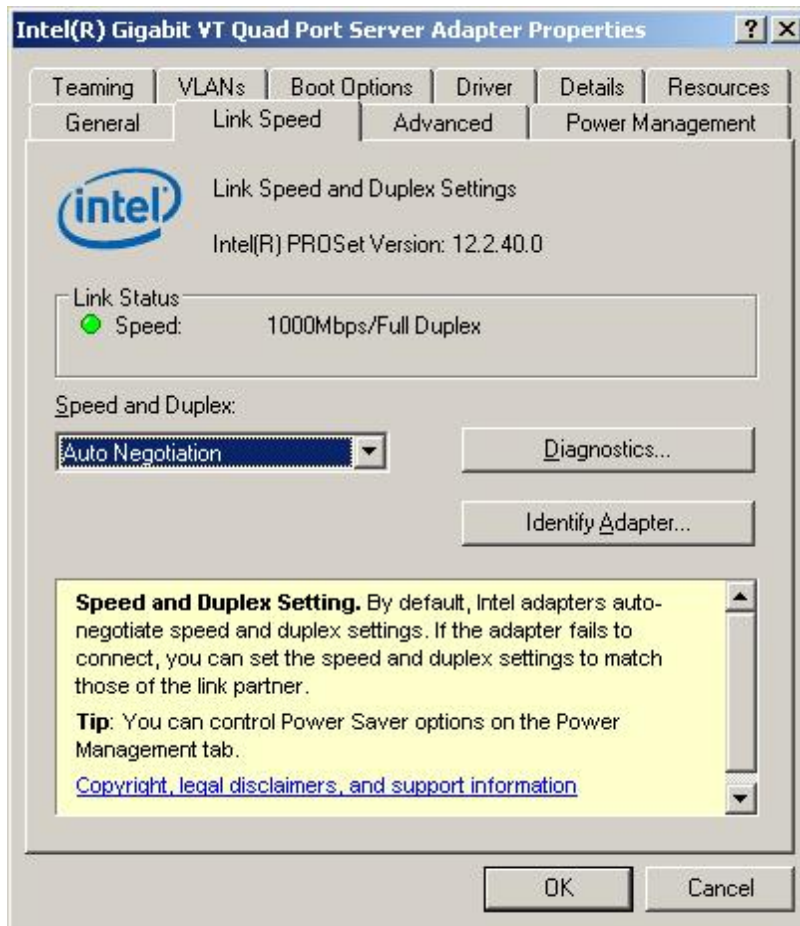 Intel(R) Gigabit VT Quad Port Server Adapter Properties
Teaming VLANs Boot Options Driver Details Resources
General Link Speed Advanced Power Management
intel
Link Speed and Duplex Settings
Intel(R) PROSet Version: 12.2.40.0
Link Status
Speed: 1000Mbps/Full Duplex
Speed and Duplex:
Auto Negotiation
Diagnostics...
Identify Adapter...
Speed and Duplex Setting. By default, Intel adapters auto-
negotiate speed and duplex settings. If the adapter fails to
connect, you can set the speed and duplex settings to match
those of the link partner.
Tip: You can control Power Saver options on the Power
Management tab.
Copyright, legal disclaimers, and support information
OK Cancel